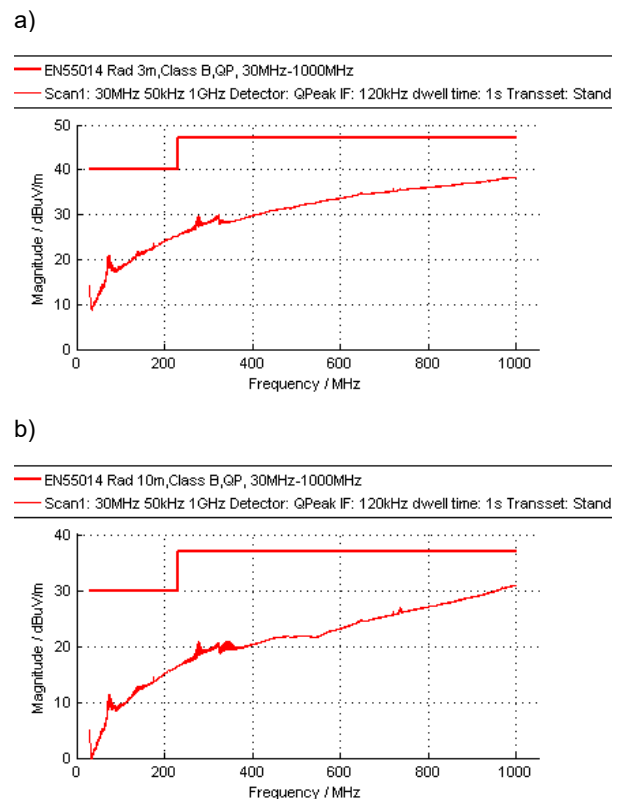 a)
EN55014 Rad 3m,Class B,QP, 30MHz-1000MHz
Scan1: 30MHz 50kHz 1GHz Detector: QPeak IF: 120kHz dwell time: 1s Transset: Stand
50
40
30
20
10
0
Magnitude / dBuV/m
0 200 400 600 800 1000
Frequency / MHz
b)
EN55014 Rad 10m,Class B,QP, 30MHz-1000MHz
Scan1: 30MHz 50kHz 1GHz Detector: QPeak IF: 120kHz dwell time: 1s Transset: Stand
40
30
20
10
0
Magnitude / dBuV/m
0 200 400 600 800 1000
Frequency / MHz